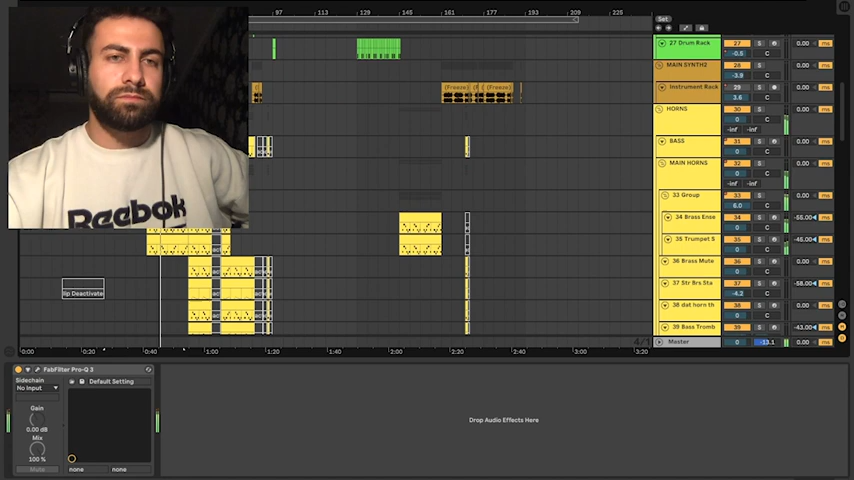 97 113 129 145 161 177 193 209 225
Set
27 Drum Rack 27 S 0.00 ms
-0.5 C
MAIN SYNTH2 28 S 0.00 ms
-3.9 C
(Freeze) (Freeze)
Instrument Rack 29 S 0.00 ms
3.6 C
HORNS 30 S 0.00 ms
0 C
-inf -inf
BASS 31 S 0.00 ms
0 C
MAIN HORNS 32 S 0.00 ms
0 C
-inf -inf
Reebok
33 Group 33 S 0.00 ms
6.0 C
34 Brass Ense 34 S -55.00 ms
0 C
35 Trumpet S 35 S -45.00 ms
0 C
36 Brass Mute 36 S 0.00 ms
0 C
37 Str Brs Sta 37 S -58.00 ms
-4.2 C
lip Deactivate
38 dat horn th 38 S 0.00 ms
0 C
39 Bass Tromb 39 S -43.00 ms
4/1 Master 0 -13.1 0.00 ms
0:00 0:20 0:40 1:00 1:20 1:40 2:00 2:20 2:40 3:00 3:20
FabFilter Pro-Q 3
Sidechain Default Setting
No Input
Gain
0.00 dB
Mix
100 %
Mute none none
Drop Audio Effects Here